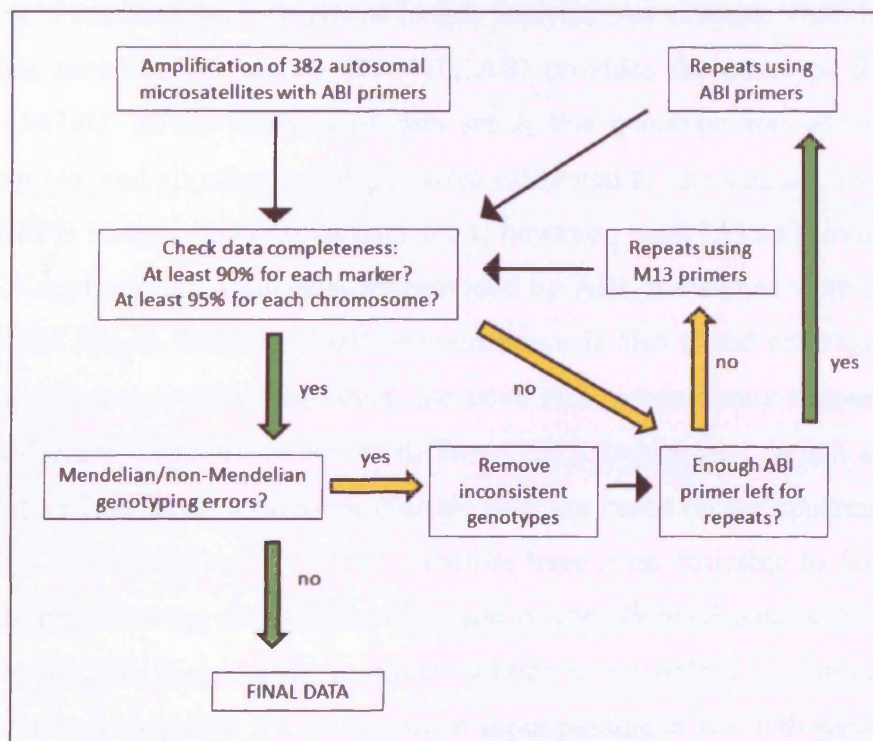 Amplification of 382 autosomal
microsatellites with ABI primers
Repeats using
ABI primers
Check data completeness:
At least 90% for each marker?
At least 95% for each chromosome?
Repeats using
M13 primers
yes
no
no
yes
Mendelian/non-Mendelian
genotyping errors?
yes
Remove
inconsistent
genotypes
Enough ABI
primer left for
repeats?
no
FINAL DATA